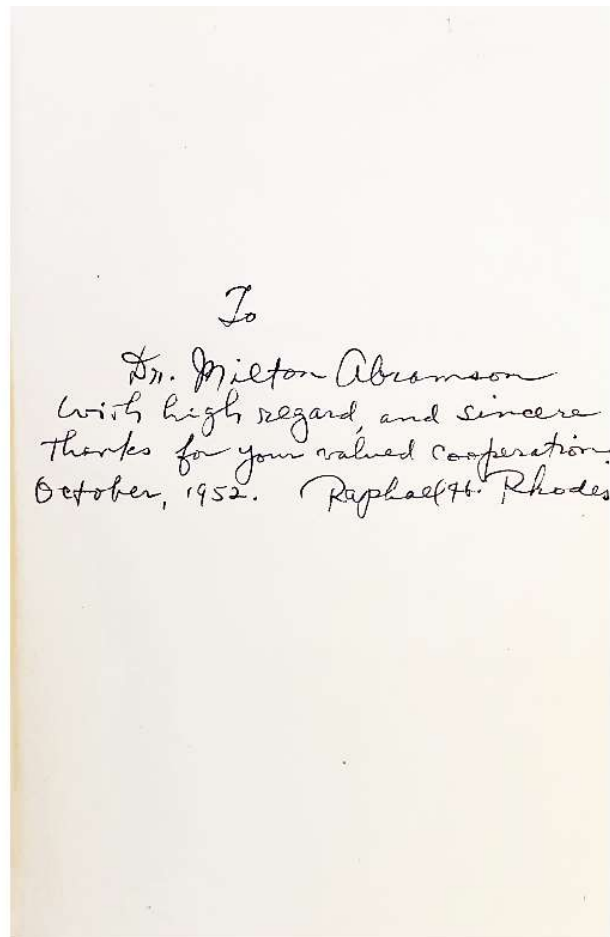 To
Dr. Milton Abramson
with high regard, and sincere
thanks for your valued cooperation.
October, 1952. Raphael H. Rhodes